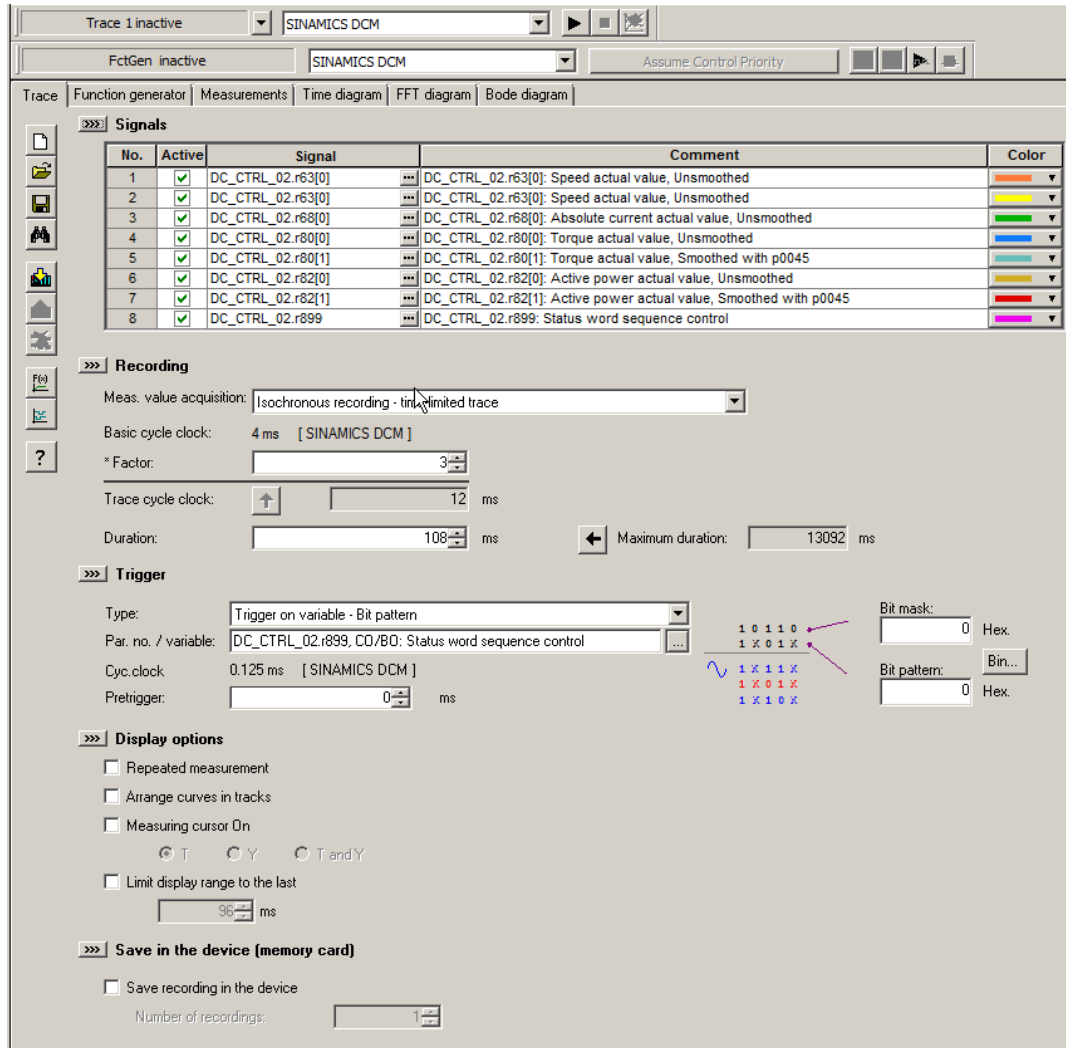 Trace 1 inactive SINAMICS DCM
FctGen inactive SINAMICS DCM Assume Control Priority
Trace Function generator Measurements Time diagram FFT diagram Bode diagram
>>> Signals
No. Active Signal Comment Color
1 DC_CTRL_02.r63[0] ... DC_CTRL_02.r63[0]: Speed actual value, Unsmoothed
2 DC_CTRL_02.r63[0] ... DC_CTRL_02.r63[0]: Speed actual value, Unsmoothed
3 DC_CTRL_02.r68[0] ... DC_CTRL_02.r68[0]: Absolute current actual value, Unsmoothed
4 DC_CTRL_02.r80[0] ... DC_CTRL_02.r80[0]: Torque actual value, Unsmoothed
5 DC_CTRL_02.r80[1] ... DC_CTRL_02.r80[1]: Torque actual value, Smoothed with p0045
6 DC_CTRL_02.r82[0] ... DC_CTRL_02.r82[0]: Active power actual value, Unsmoothed
7 DC_CTRL_02.r82[1] ... DC_CTRL_02.r82[1]: Active power actual value, Smoothed with p0045
8 DC_CTRL_02.r899 ... DC_CTRL_02.r899: Status word sequence control
>>> Recording
F(x)
Meas. value acquisition: Isochronous recording - time-limited trace
Basic cycle clock: 4 ms [ SINAMICS DCM ]
?
* Factor: 3
Trace cycle clock: 12 ms
Duration: 108 ms Maximum duration: 13092 ms
>>> Trigger
Type: Trigger on variable - Bit pattern Bit mask:
1 0 1 1 0 0 Hex.
Par. no. / variable: DC_CTRL_02.r899, CO/BO: Status word sequence control ... 1 X 0 1 X
Bin...
Cyc.clock 0.125 ms [ SINAMICS DCM ] 1 X 1 1 X Bit pattern:
1 X 0 1 X
Pretrigger: 0 ms 1 X 1 0 X 0 Hex.
>>> Display options
Repeated measurement
Arrange curves in tracks
Measuring cursor On
T Y T and Y
Limit display range to the last
96 ms
>>> Save in the device (memory card)
Save recording in the device
Number of recordings: 1